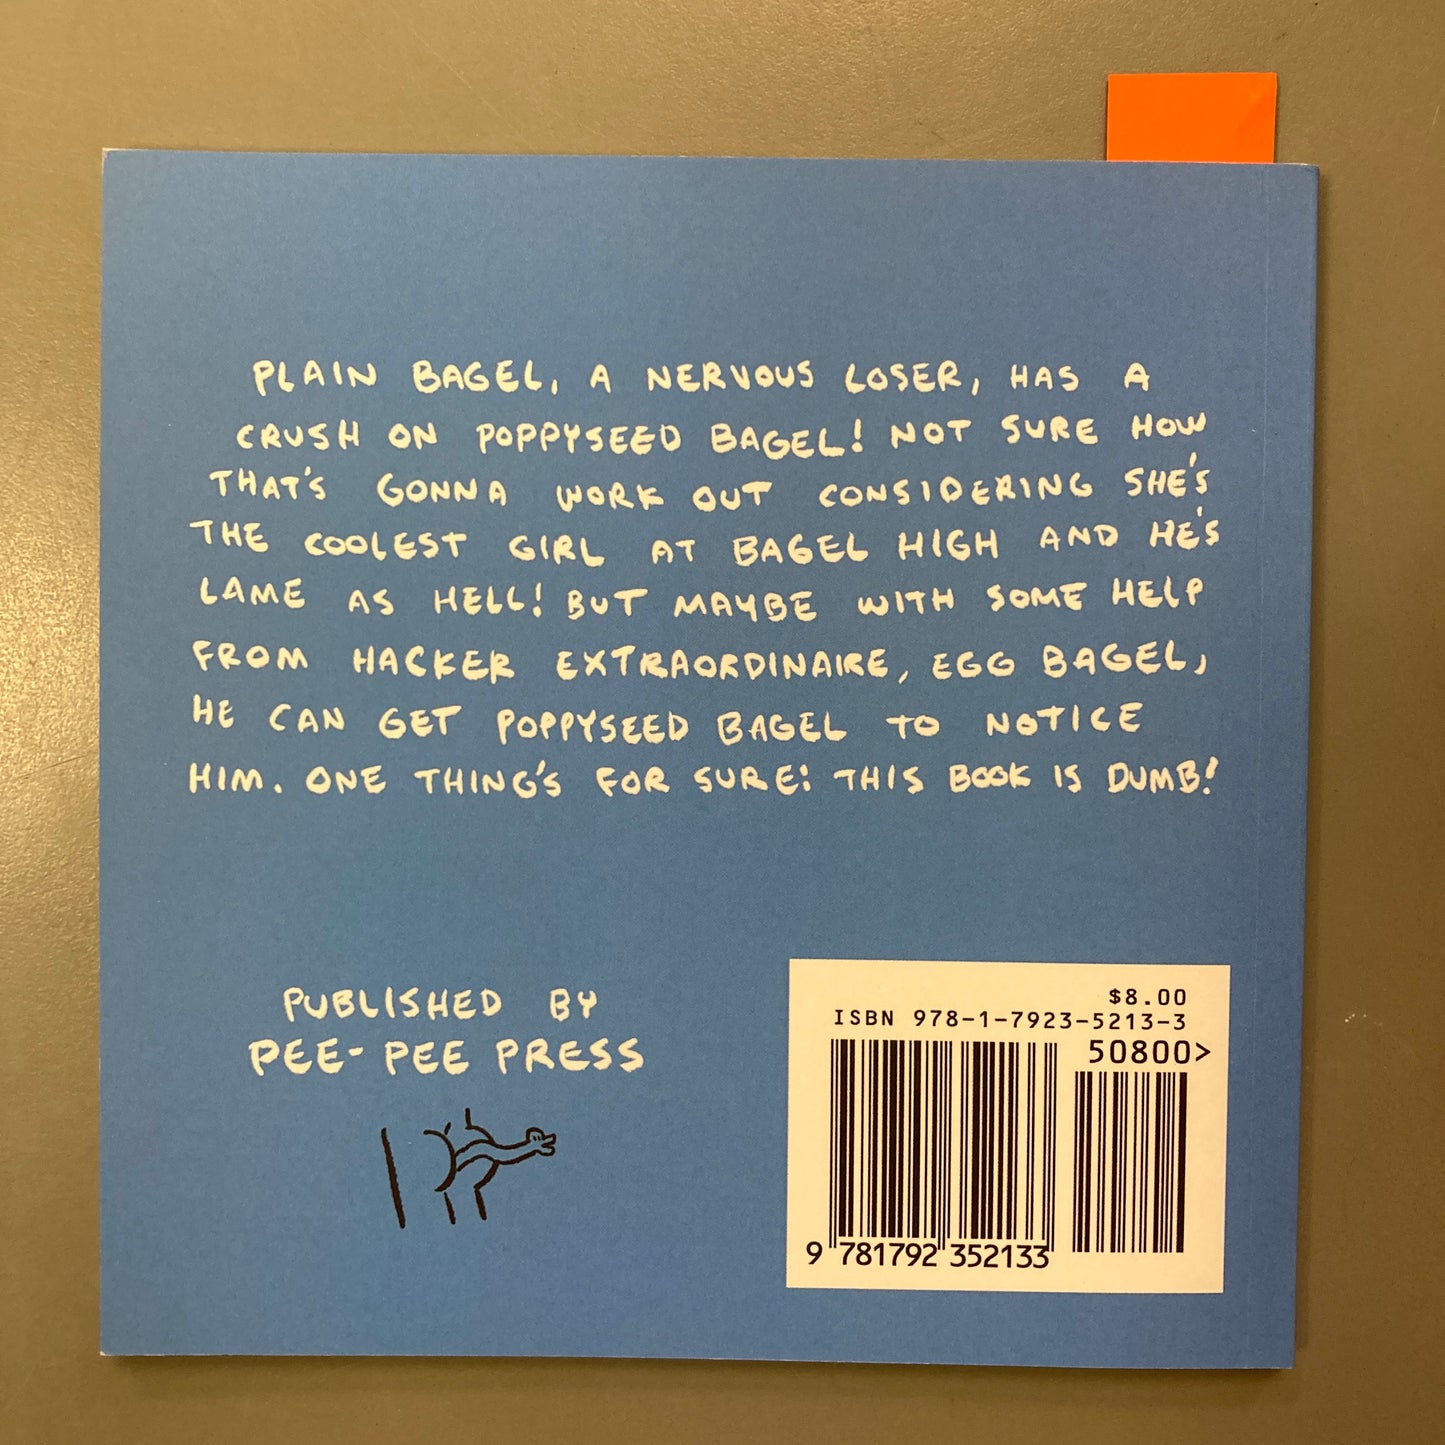 PLAIN BAGEL, A NERVOUS LOSER, HAS A
CRUSH ON POPPYSEED BAGEL! NOT SURE HOW
THAT'S GONNA WORK OUT CONSIDERING SHE'S
THE COOLEST GIRL AT BAGEL HIGH AND HE'S
LAME AS HELL! BUT MAYBE WITH SOME HELP
FROM HACKER EXTRAORDINAIRE, EGG BAGEL,
HE CAN GET POPPYSEED BAGEL TO NOTICE
HIM. ONE THING'S FOR SURE: THIS BOOK IS DUMB!
PUBLISHED BY
PEE-PEE PRESS
$8.00
ISBN 978-1-7923-5213-3
50800>
9 781792 352133